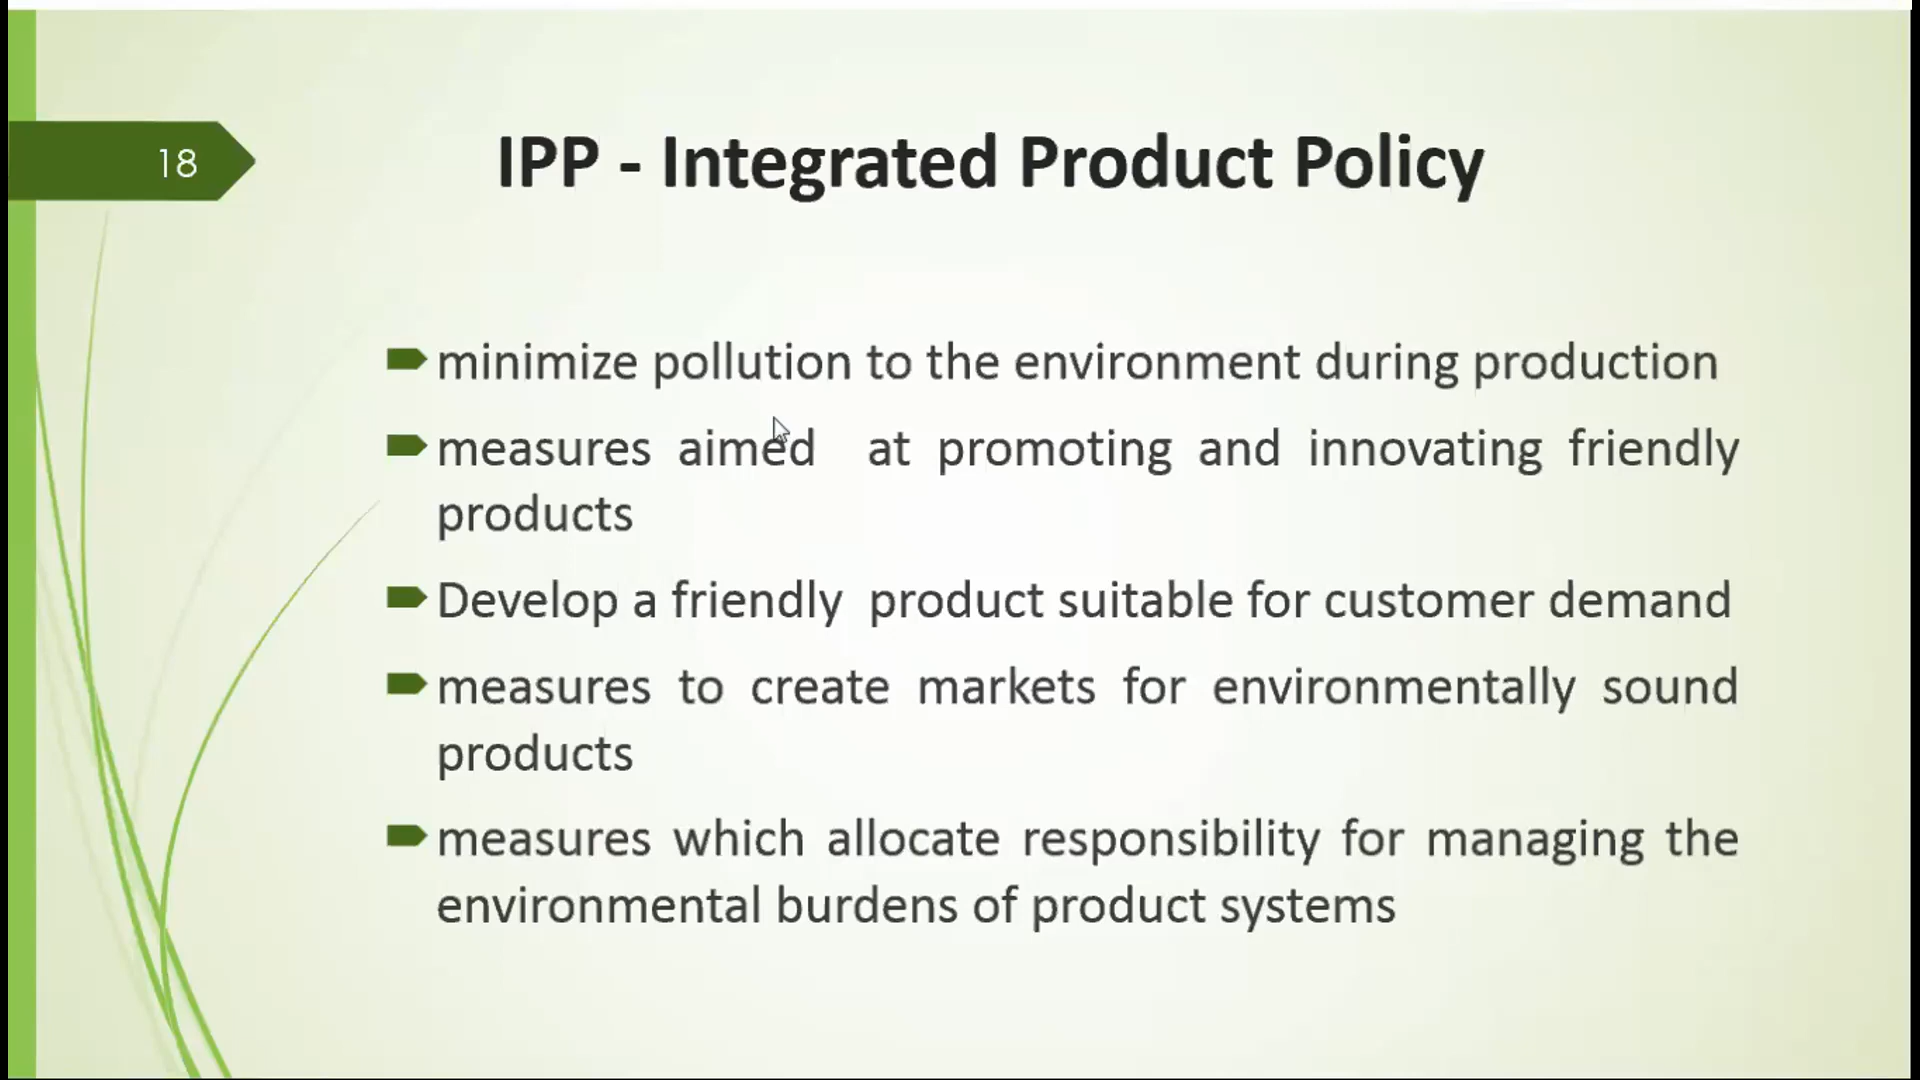 18
IPP - Integrated Product Policy
minimize pollution to the environment during production
measures aimed at promoting and innovating friendly
products
Develop a friendly product suitable for customer demand
measures to create markets for environmentally sound
products
measures which allocate responsibility for managing the
environmental burdens of product systems